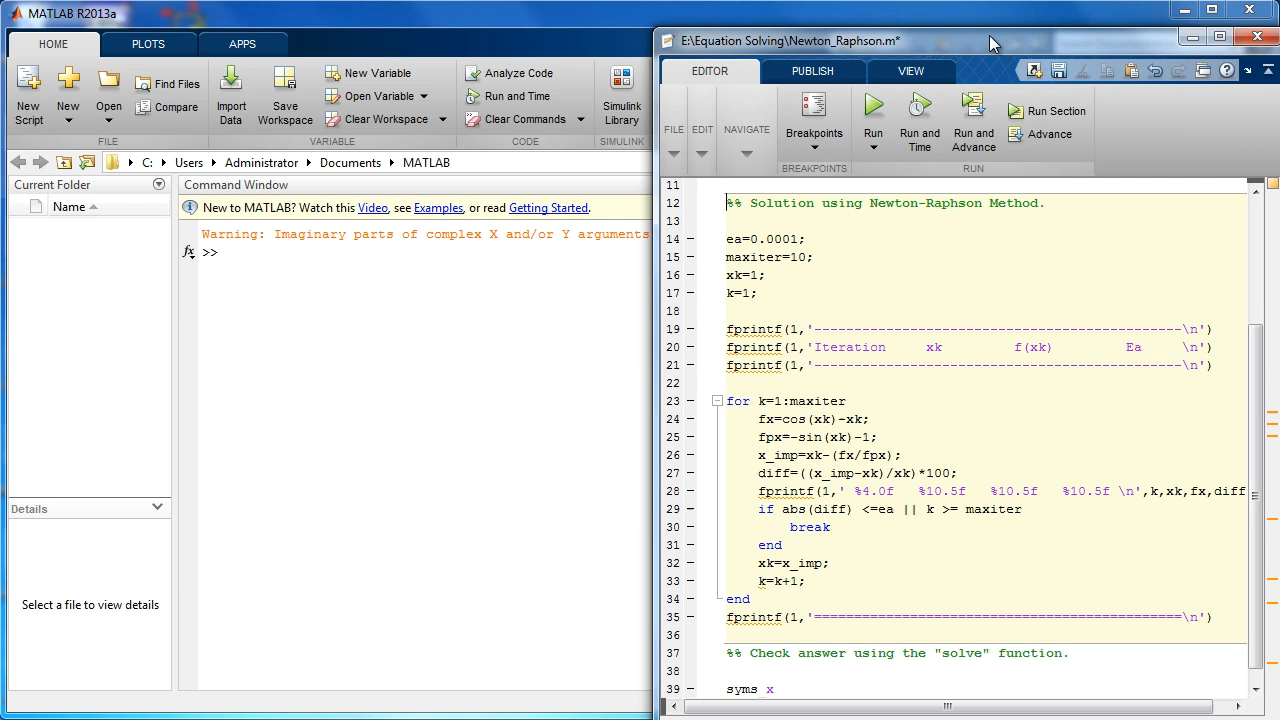 MATLAB R2013a
HOME PLOTS APPS
New Script
New
Open
Find Files
Compare
FILE
Import Data
Save Workspace
New Variable
Open Variable
Clear Workspace
VARIABLE
Analyze Code
Run and Time
Clear Commands
CODE
Simulink Library
SIMULINK
C: Users Administrator Documents MATLAB
Current Folder
Name
Details
Select a file to view details
Command Window
New to MATLAB? Watch this Video, see Examples, or read Getting Started.
Warning: Imaginary parts of complex X and/or Y arguments
fx >>
E:\Equation Solving\Newton_Raphson.m*
EDITOR PUBLISH VIEW
FILE
EDIT
NAVIGATE
Breakpoints
BREAKPOINTS
Run
Run and Time
Run and Advance
Run Section
Advance
RUN
11
12 %% Solution using Newton-Raphson Method.
13
14 ea=0.0001;
15 maxiter=10;
16 xk=1;
17 k=1;
18
19 fprintf(1,'----------------------------------------------\n')
20 fprintf(1,'Iteration     xk         f(xk)         Ea     \n')
21 fprintf(1,'----------------------------------------------\n')
22
23 for k=1:maxiter
24 fx=cos(xk)-xk;
25 fpx=-sin(xk)-1;
26 x_imp=xk-(fx/fpx);
27 diff=((x_imp-xk)/xk)*100;
28 fprintf(1,' %4.0f   %10.5f   %10.5f   %10.5f \n',k,xk,fx,diff
29 if abs(diff) <=ea || k >= maxiter
30 break
31 end
32 xk=x_imp;
33 k=k+1;
34 end
35 fprintf(1,'==============================================\n')
36
37 %% Check answer using the "solve" function.
38
39 syms x